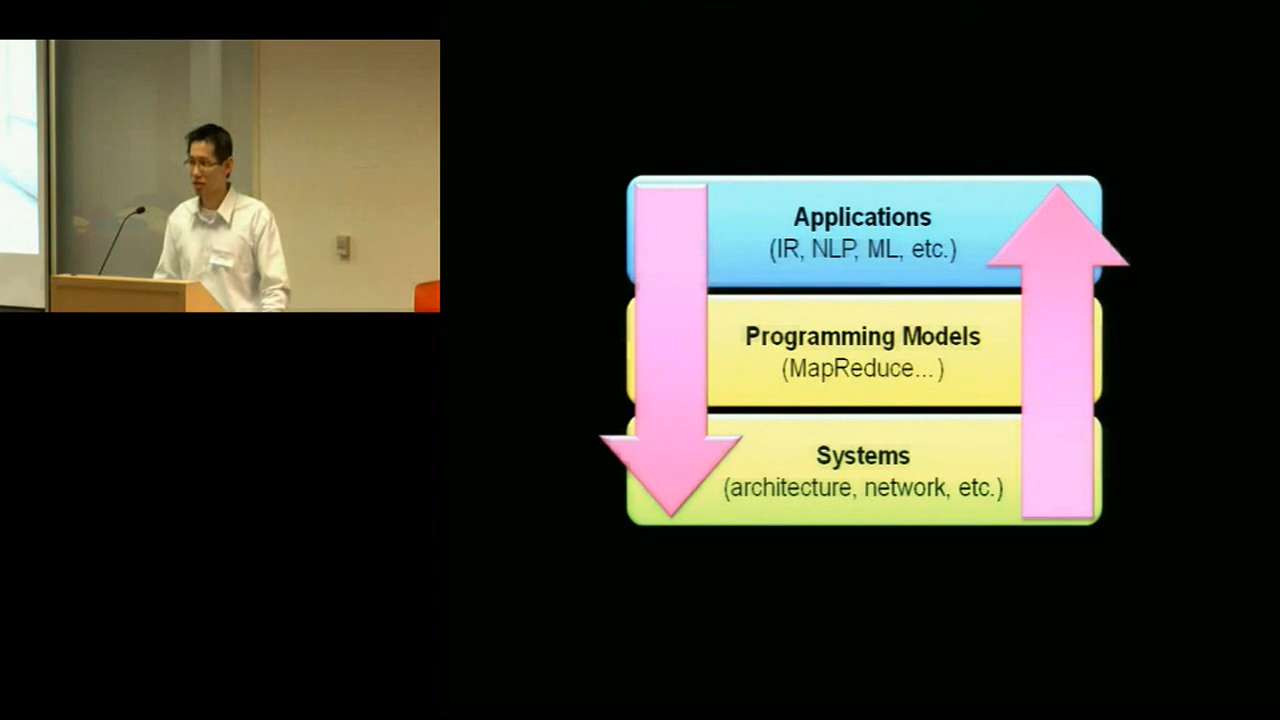 Applications
(IR, NLP, ML, etc.)
Programming Models
(MapReduce...)
Systems
(architecture, network, etc.)